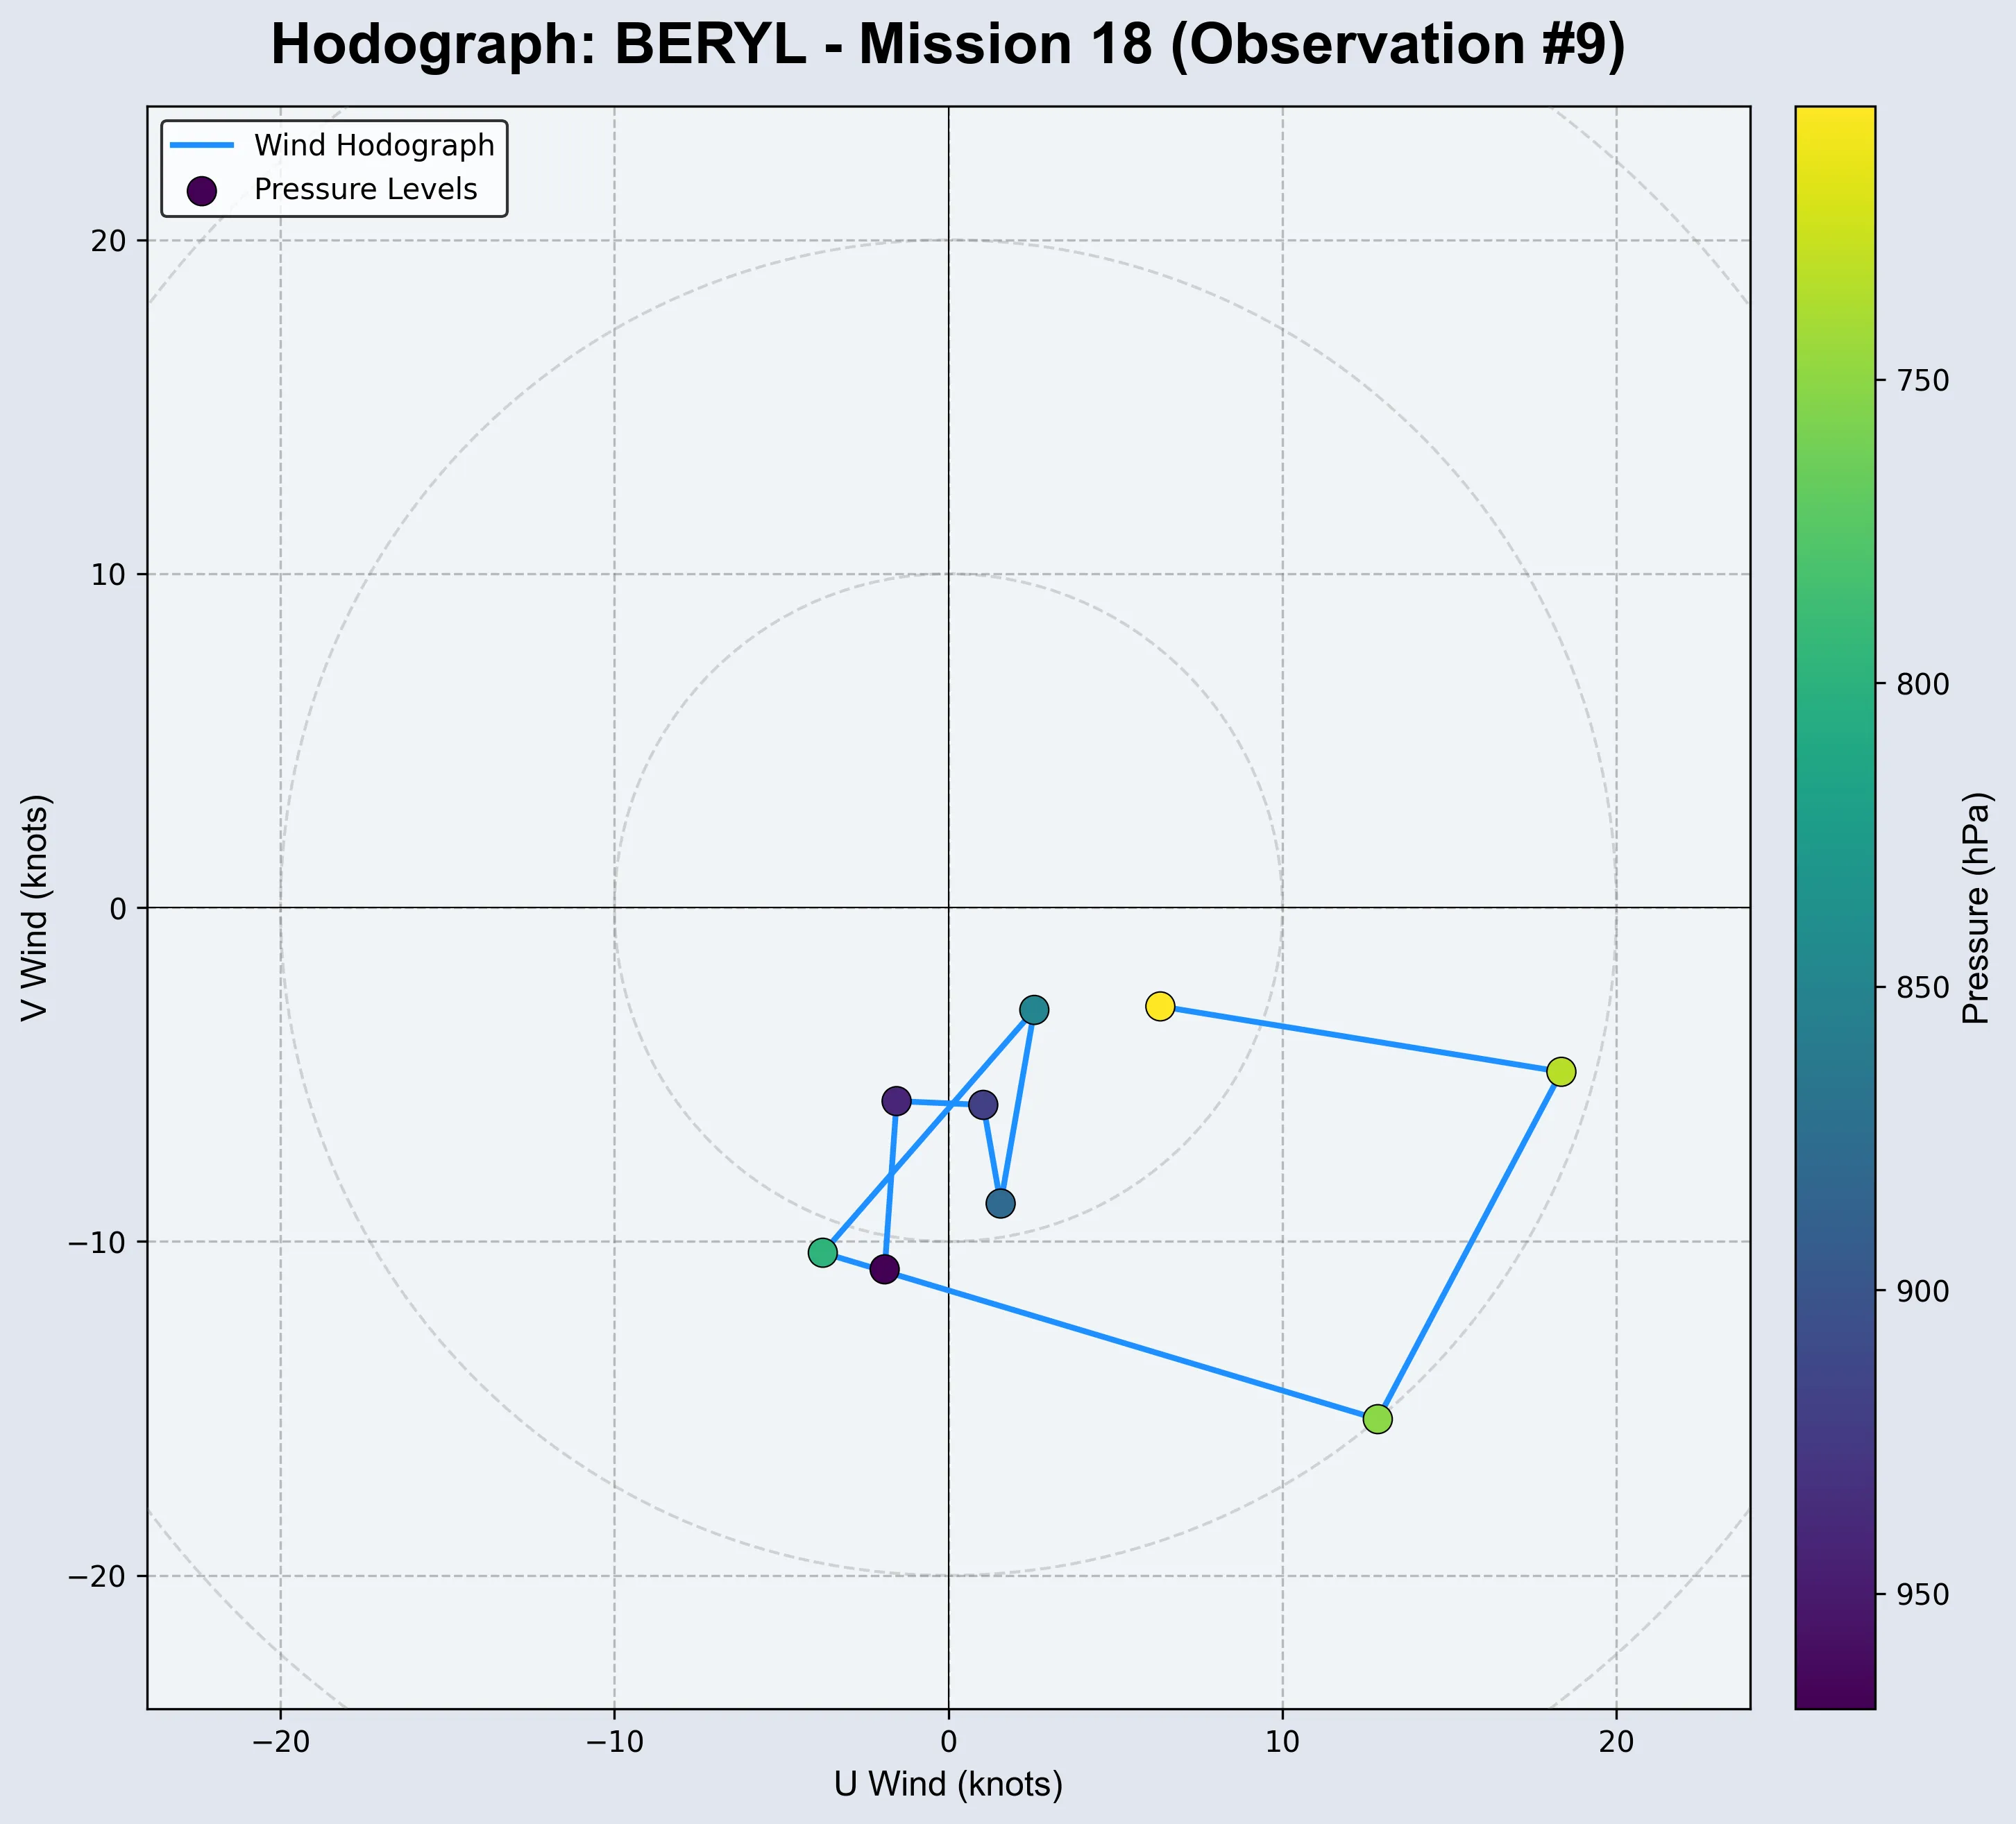 Hodograph: BERYL - Mission 18 (Observation #9)
Wind Hodograph
Pressure Levels
20
10
0
−10
−20
V Wind (knots)
−20
−10
0
10
20
U Wind (knots)
750
800
850
900
950
Pressure (hPa)